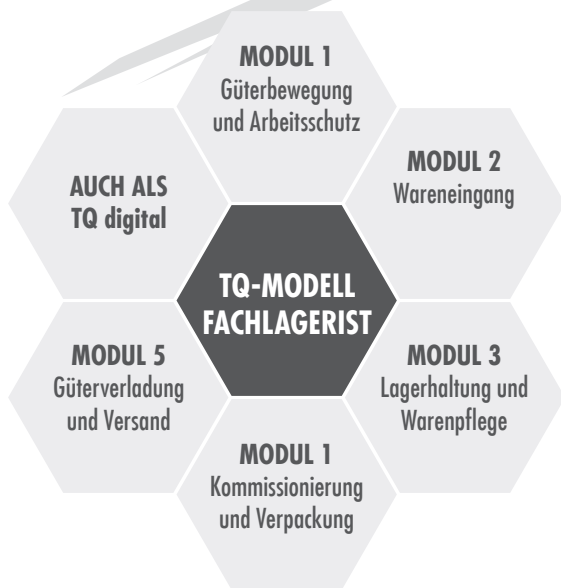 MODUL 1
Güterbewegung
und Arbeitsschutz
MODUL 2
Wareneingang
AUCH ALS
TQ digital
TQ-MODELL
FACHLAGERIST
MODUL 5
Güterverladung
und Versand
MODUL 3
Lagerhaltung und
Warenpflege
MODUL 1
Kommissionierung
und Verpackung